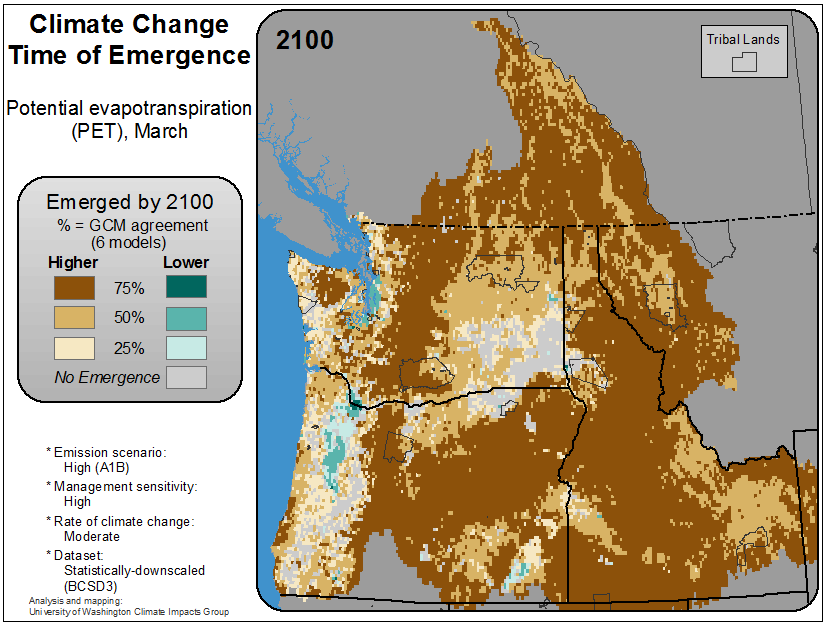 Climate Change
Time of Emergence
Potential evapotranspiration
(PET), March
Emerged by 2100
% = GCM agreement
(6 models)
Higher Lower
75%
50%
25%
No Emergence
* Emission scenario:
High (A1B)
* Management sensitivity:
High
* Rate of climate change:
Moderate
* Dataset:
Statistically-downscaled
(BCSD3)
Analysis and mapping:
University of Washington Climate Impacts Group
2100
Tribal Lands